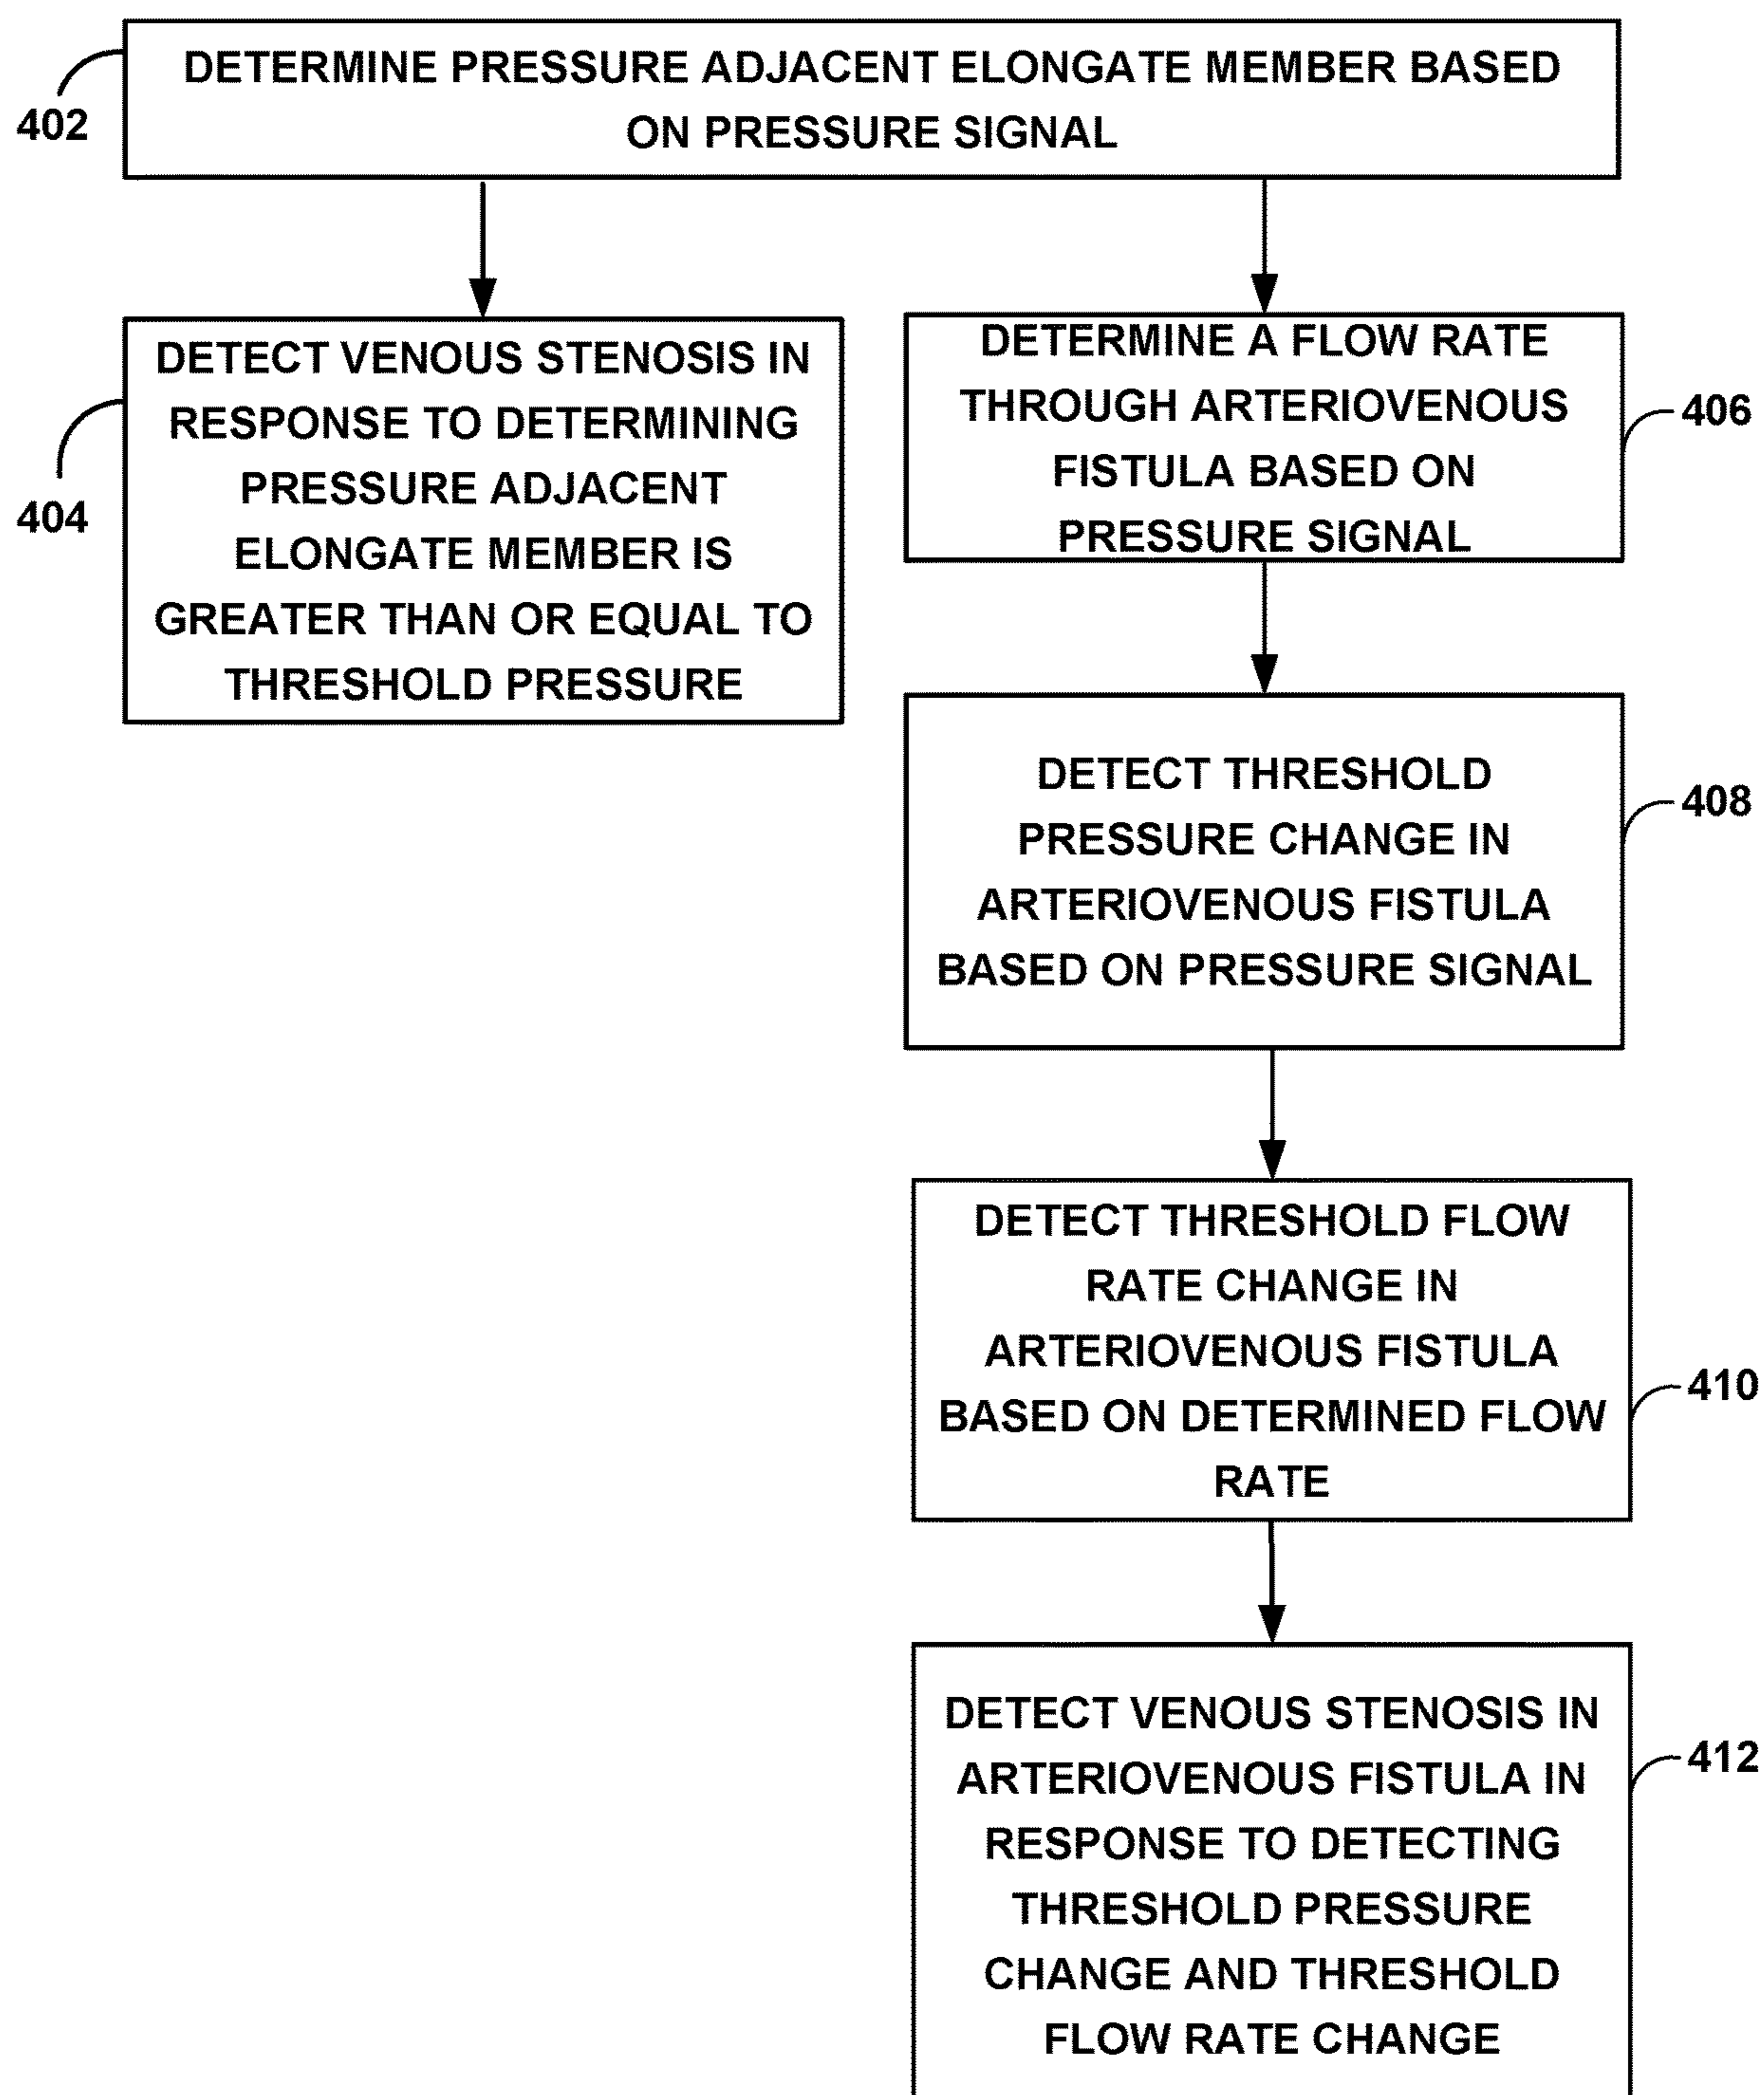 DETERMINE PRESSURE ADJACENT ELONGATE MEMBER BASED
ON PRESSURE SIGNAL
402
DETECT VENOUS STENOSIS IN
RESPONSE TO DETERMINING
PRESSURE ADJACENT
ELONGATE MEMBER IS
GREATER THAN OR EQUAL TO
THRESHOLD PRESSURE
404
DETERMINE A FLOW RATE
THROUGH ARTERIOVENOUS
FISTULA BASED ON
PRESSURE SIGNAL
406
DETECT THRESHOLD
PRESSURE CHANGE IN
ARTERIOVENOUS FISTULA
BASED ON PRESSURE SIGNAL
408
DETECT THRESHOLD FLOW
RATE CHANGE IN
ARTERIOVENOUS FISTULA
BASED ON DETERMINED FLOW
RATE
410
DETECT VENOUS STENOSIS IN
ARTERIOVENOUS FISTULA IN
RESPONSE TO DETECTING
THRESHOLD PRESSURE
CHANGE AND THRESHOLD
FLOW RATE CHANGE
412